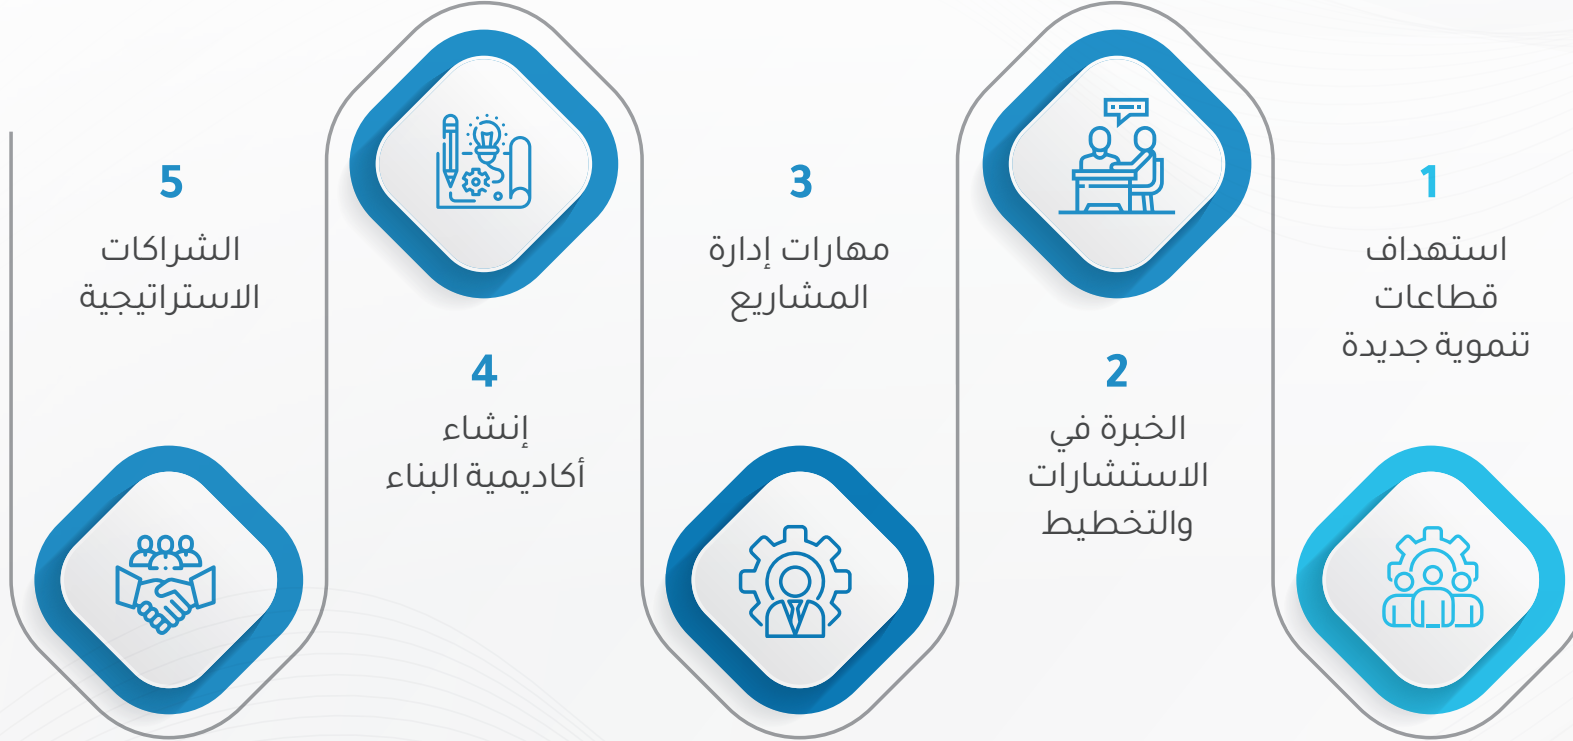 1
استهداف
قطاعات
تنموية جديدة
2
الخبرة في
الاستشارات
والتخطيط
3
مهارات إدارة
المشاريع
4
إنشاء
أكاديمية البناء
5
الشراكات
الاستراتيجية